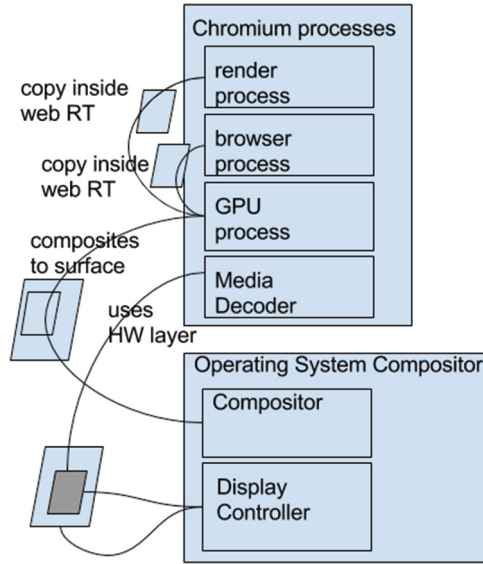 Chromium processes
render
process
copy inside
web RT
browser
process
copy inside
web RT
GPU
process
composites
to surface
Media
Decoder
uses
HW layer
Operating System Compositor
Compositor
Display
Controller